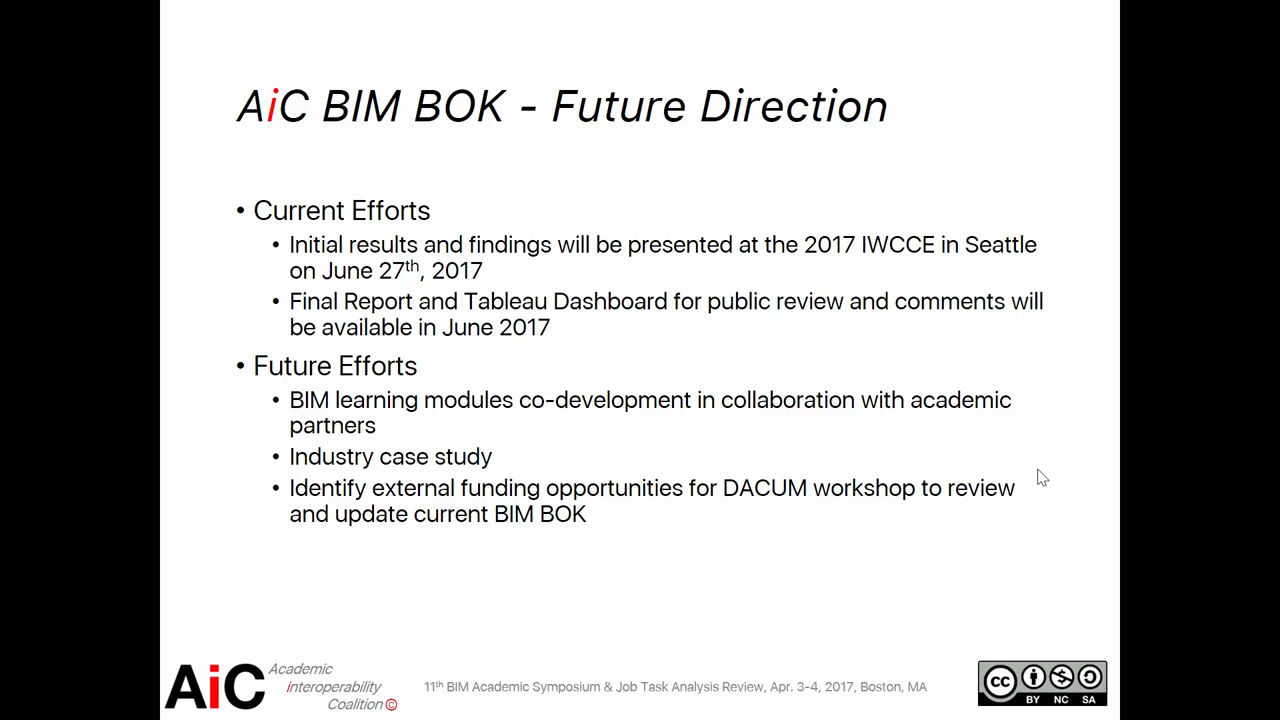 AiC BIM BOK - Future Direction
• Current Efforts
• Initial results and findings will be presented at the 2017 IWCCE in Seattle
on June 27th, 2017
• Final Report and Tableau Dashboard for public review and comments will
be available in June 2017
• Future Efforts
• BIM learning modules co-development in collaboration with academic
partners
• Industry case study
• Identify external funding opportunities for DACUM workshop to review
and update current BIM BOK
AiC
Academic
interoperability
Coalition©
11th BIM Academic Symposium & Job Task Analysis Review, Apr. 3-4, 2017, Boston, MA
cc
BY NC SA